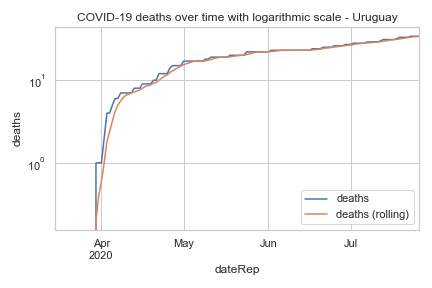 COVID-19 deaths over time with logarithmic scale - Uruguay
deaths
10¹
10⁰
deaths
deaths (rolling)
Apr
2020
May
Jun
Jul
dateRep